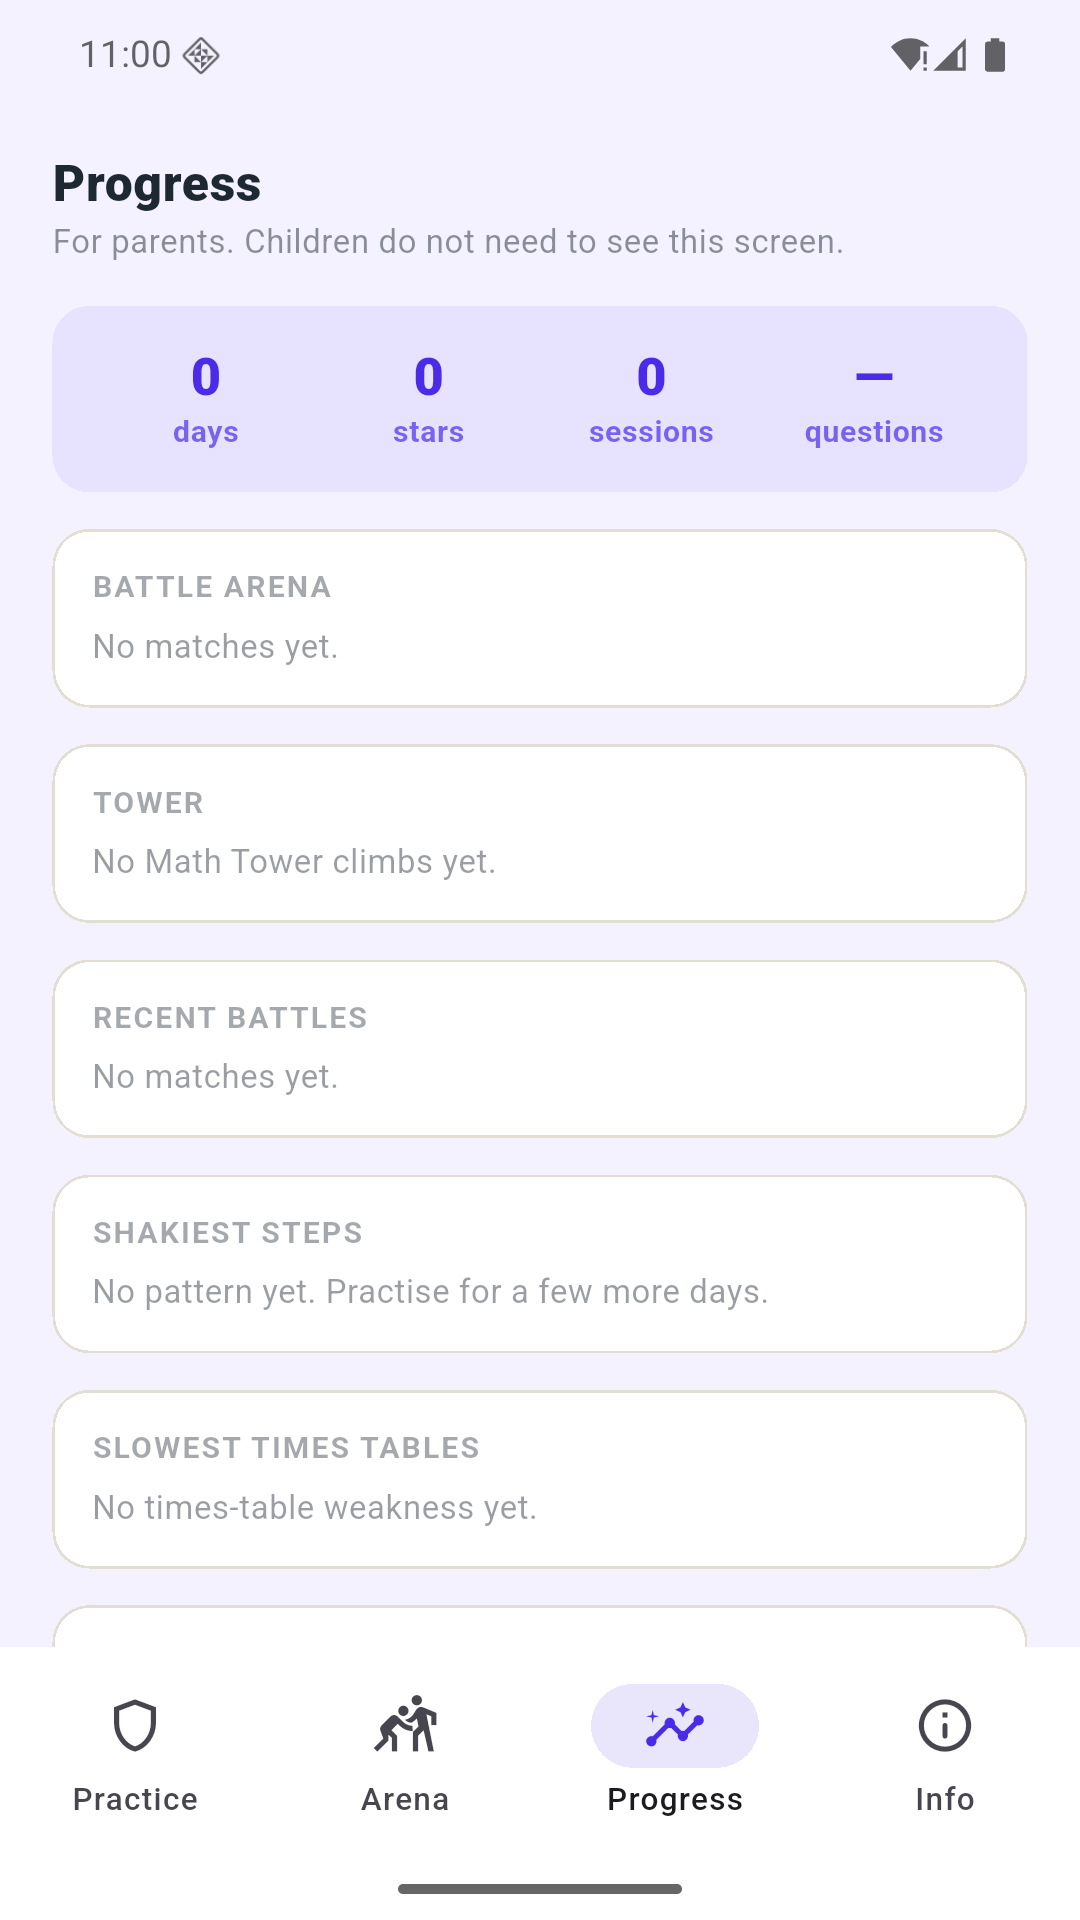 11:00
Progress
For parents. Children do not need to see this screen.
0 0 0 —
days stars sessions questions
BATTLE ARENA
No matches yet.
TOWER
No Math Tower climbs yet.
RECENT BATTLES
No matches yet.
SHAKIEST STEPS
No pattern yet. Practise for a few more days.
SLOWEST TIMES TABLES
No times-table weakness yet.
Practice Arena Progress Info